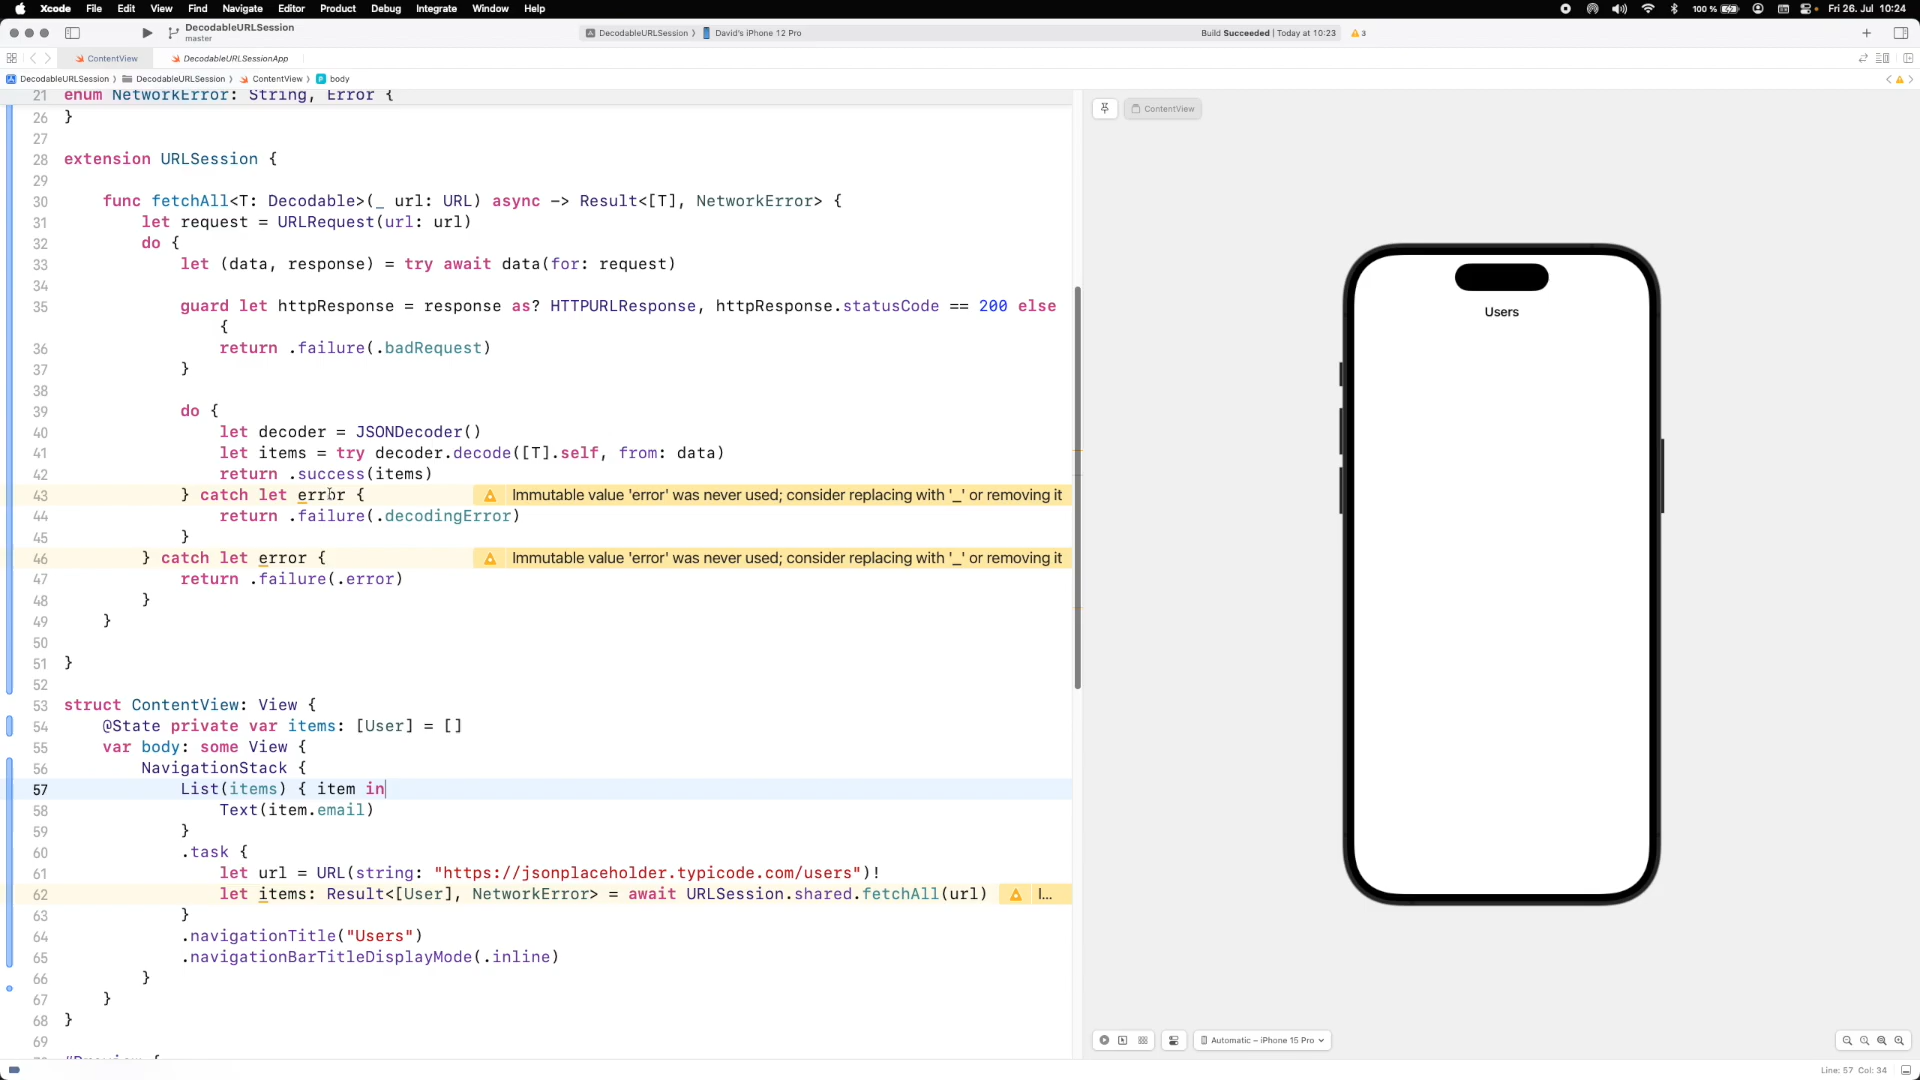 Xcode File Edit View Find Navigate Editor Product Debug Integrate Window Help 100 % Fri 26. Jul 10:24
DecodableURLSession
master
DecodableURLSession 〉 David's iPhone 12 Pro Build Succeeded | Today at 10:23 3
ContentView DecodableURLSessionApp
DecodableURLSession 〉 DecodableURLSession 〉 ContentView 〉 P body
21 enum NetworkError: String, Error {
26 }
27
28 extension URLSession {
29
30 func fetchAll<T: Decodable>(_ url: URL) async -> Result<[T], NetworkError> {
31 let request = URLRequest(url: url)
32 do {
33 let (data, response) = try await data(for: request)
34
35 guard let httpResponse = response as? HTTPURLResponse, httpResponse.statusCode == 200 else
{
36 return .failure(.badRequest)
37 }
38
39 do {
40 let decoder = JSONDecoder()
41 let items = try decoder.decode([T].self, from: data)
42 return .success(items)
43 } catch let error { Immutable value 'error' was never used; consider replacing with '_' or removing it
44 return .failure(.decodingError)
45 }
46 } catch let error { Immutable value 'error' was never used; consider replacing with '_' or removing it
47 return .failure(.error)
48 }
49 }
50
51 }
52
53 struct ContentView: View {
54 @State private var items: [User] = []
55 var body: some View {
56 NavigationStack {
57 List(items) { item in
58 Text(item.email)
59 }
60 .task {
61 let url = URL(string: "https://jsonplaceholder.typicode.com/users")!
62 let items: Result<[User], NetworkError> = await URLSession.shared.fetchAll(url) I...
63 }
64 .navigationTitle("Users")
65 .navigationBarTitleDisplayMode(.inline)
66 }
67 }
68 }
69
ContentView
Users
Automatic – iPhone 15 Pro
Line: 57 Col: 34